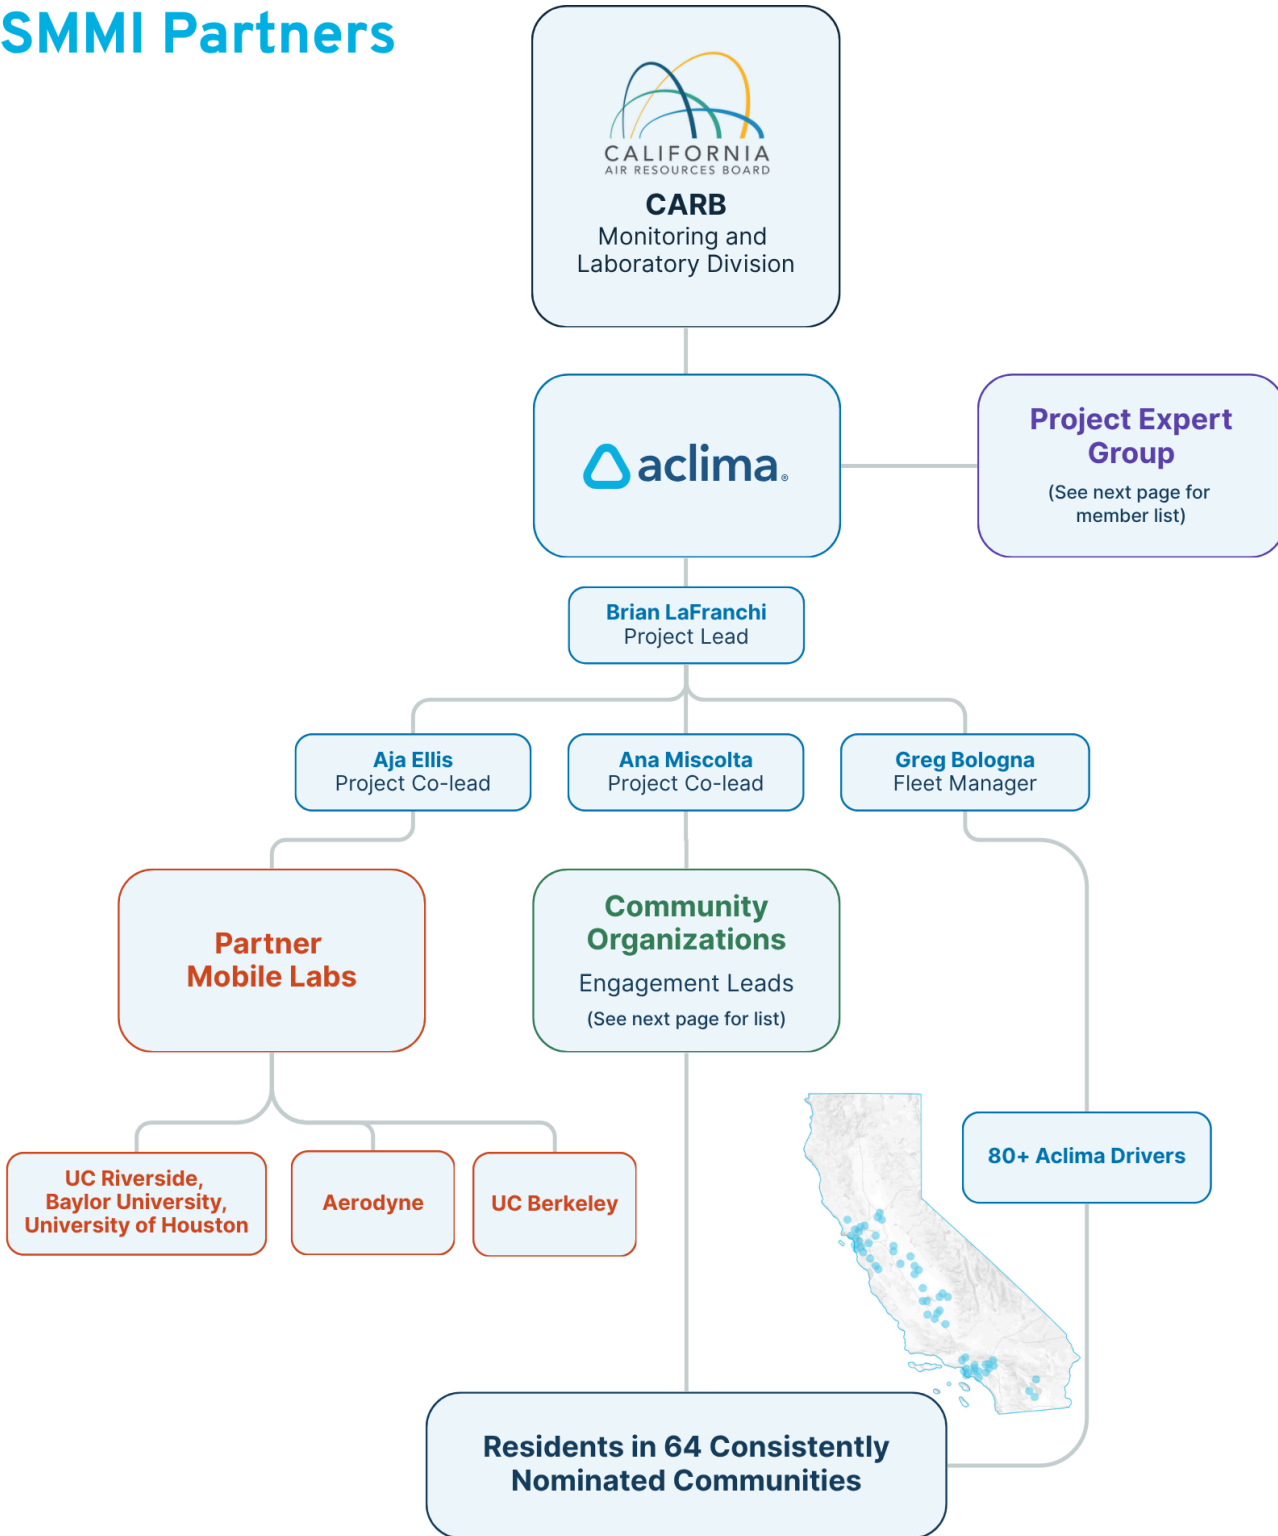 SMMI Partners
CALIFORNIA
AIR RESOURCES BOARD
CARB
Monitoring and
Laboratory Division
aclima®
Project Expert
Group
(See next page for
member list)
Brian LaFranchi
Project Lead
Aja Ellis
Project Co-lead
Ana Miscolta
Project Co-lead
Greg Bologna
Fleet Manager
Partner
Mobile Labs
Community
Organizations
Engagement Leads
(See next page for list)
UC Riverside,
Baylor University,
University of Houston
Aerodyne
UC Berkeley
80+ Aclima Drivers
Residents in 64 Consistently
Nominated Communities